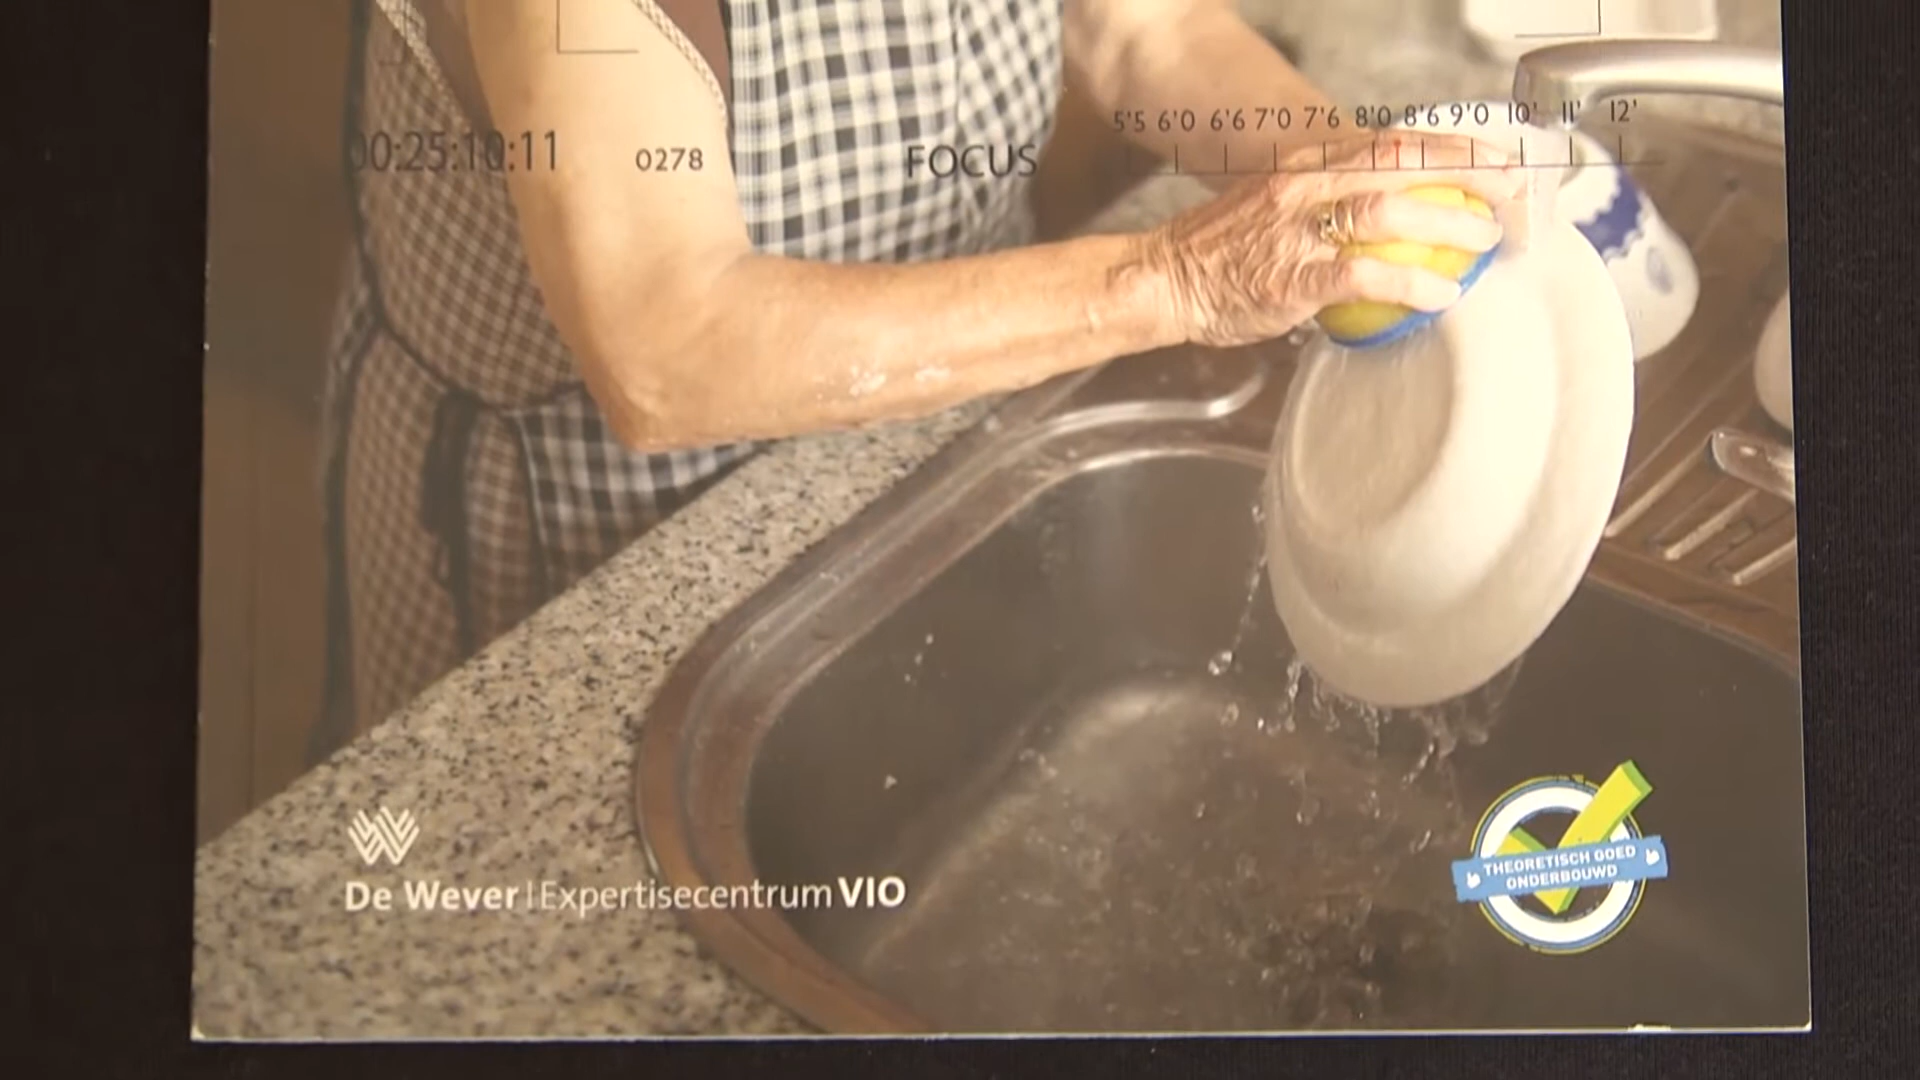 5'5 6'0 6'6 7'0 7'6 8'0 8'6 9'0 10' 11' 12'
00:25:10:11 0278 FOCUS
De Wever | Expertisecentrum VIO
THEORETISCH GOED
ONDERBOUWD